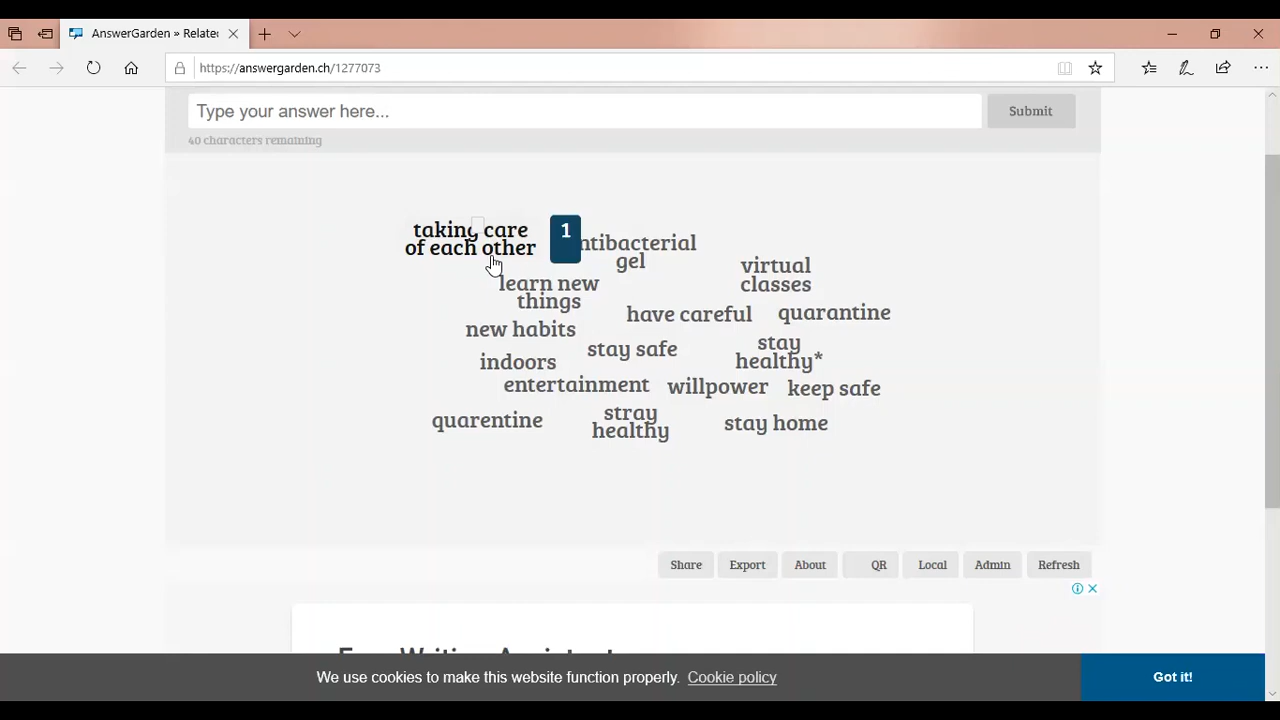 AnswerGarden » Relate
https://answergarden.ch/1277073
Type your answer here...
Submit
40 characters remaining
taking care
of each other
1
ntibacterial
gel
virtual
classes
learn new
things
have careful
quarantine
new habits
stay safe
stay
healthy*
indoors
entertainment
willpower
keep safe
quarentine
stray
healthy
stay home
Share
Export
About
QR
Local
Admin
Refresh
We use cookies to make this website function properly. Cookie policy
Got it!